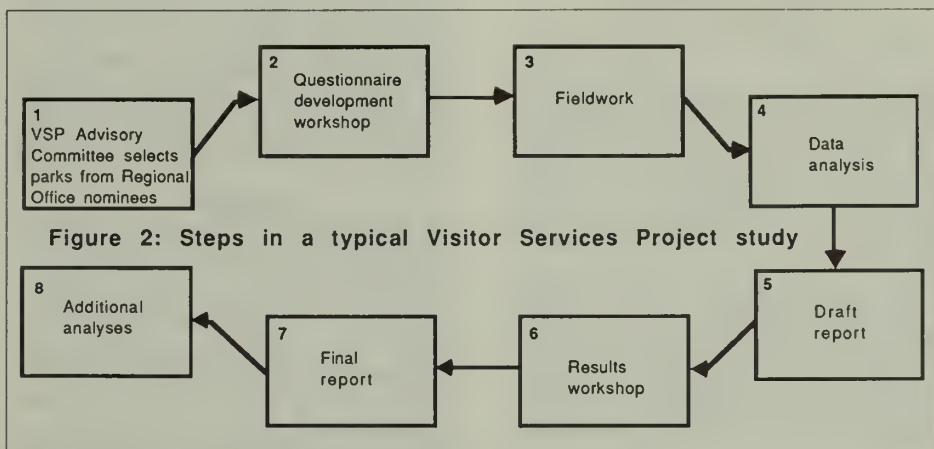 1
VSP Advisory
Committee selects
parks from Regional
Office nominees
2
Questionnaire
development
workshop
3
Fieldwork
4
Data
analysis
Figure 2: Steps in a typical Visitor Services Project study
5
Draft
report
6
Results
workshop
7
Final
report
8
Additional
analyses